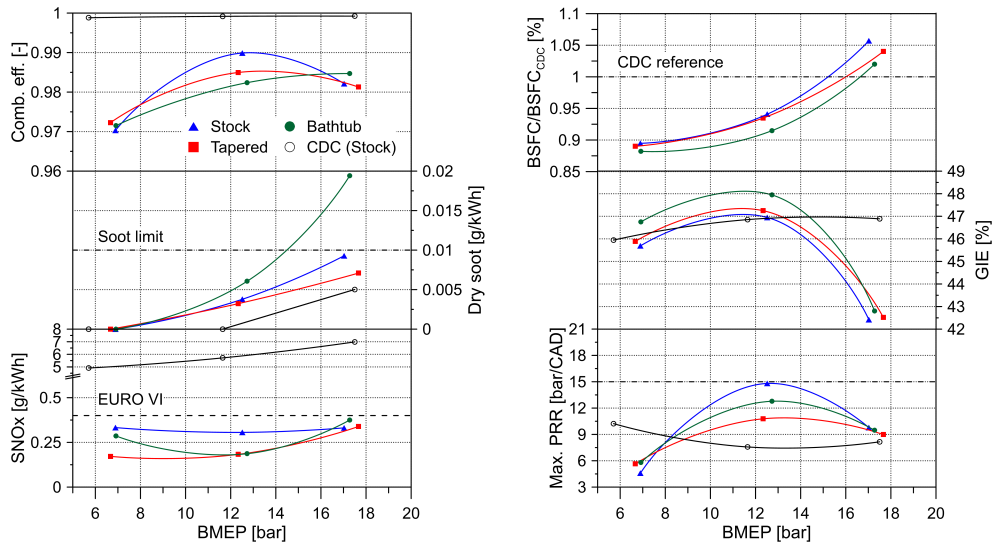 Comb. eff. [-]
1
0.99
0.98
0.97
0.96
Stock
Bathtub
Tapered
CDC (Stock)
Dry soot [g/kWh]
0.02
0.015
0.01
0.005
0
Soot limit
SNOx [g/kWh]
8
7
6
5
0.5
0.25
0
EURO VI
6 8 10 12 14 16 18 20
BMEP [bar]
BSFC/BSFC_CDC [%]
1.1
1.05
1
0.95
0.9
0.85
CDC reference
GIE [%]
49
48
47
46
45
44
43
42
Max. PRR [bar/CAD]
21
18
15
12
9
6
3
6 8 10 12 14 16 18 20
BMEP [bar]